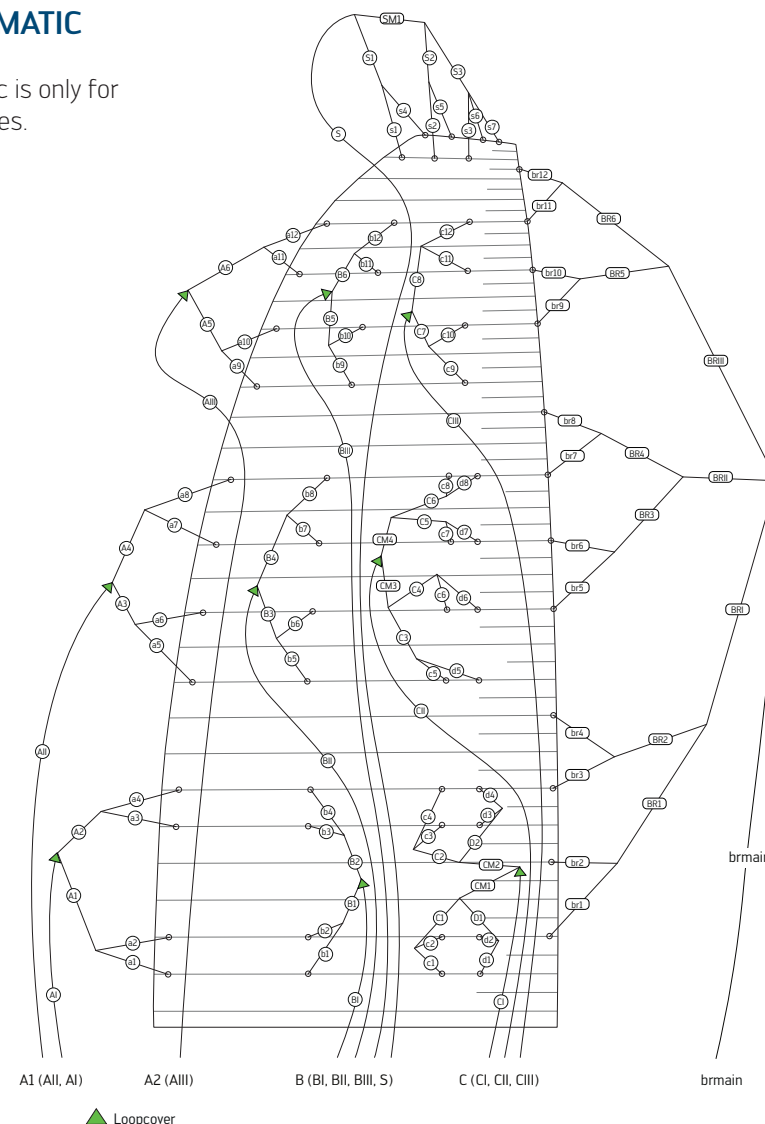 MATIC
c is only for
es.
SM1
S1
S2
S3
s4
s5
s6
s1
s2
s3
s7
S
br12
br11
BR6
a12
b12
c12
a11
A6
b11
c11
B6
C8
br10
BR5
br9
A5
B5
C7
c10
a10
b10
a9
b9
c9
BRIII
AIII
CIII
br8
BIII
BR4
br7
BRII
a8
b8
c8
d8
C6
BR3
a7
b7
C5
c7
d7
CM4
A4
B4
br6
CM3
C4
br5
A3
B3
c6
d6
BRI
a6
b6
C3
a5
b5
c5
d5
CII
br4
BR2
AII
BII
br3
a4
d4
BR1
b4
c4
a3
d3
A2
b3
c3
D2
C2
B2
CM2
br2
brmain
CM1
A1
B1
br1
C1
D1
b2
a2
c2
d2
b1
a1
c1
d1
AI
BI
CI
A1 (AII, AI)
A2 (AIII)
B (BI, BII, BIII, S)
C (CI, CII, CIII)
brmain
Loopcover